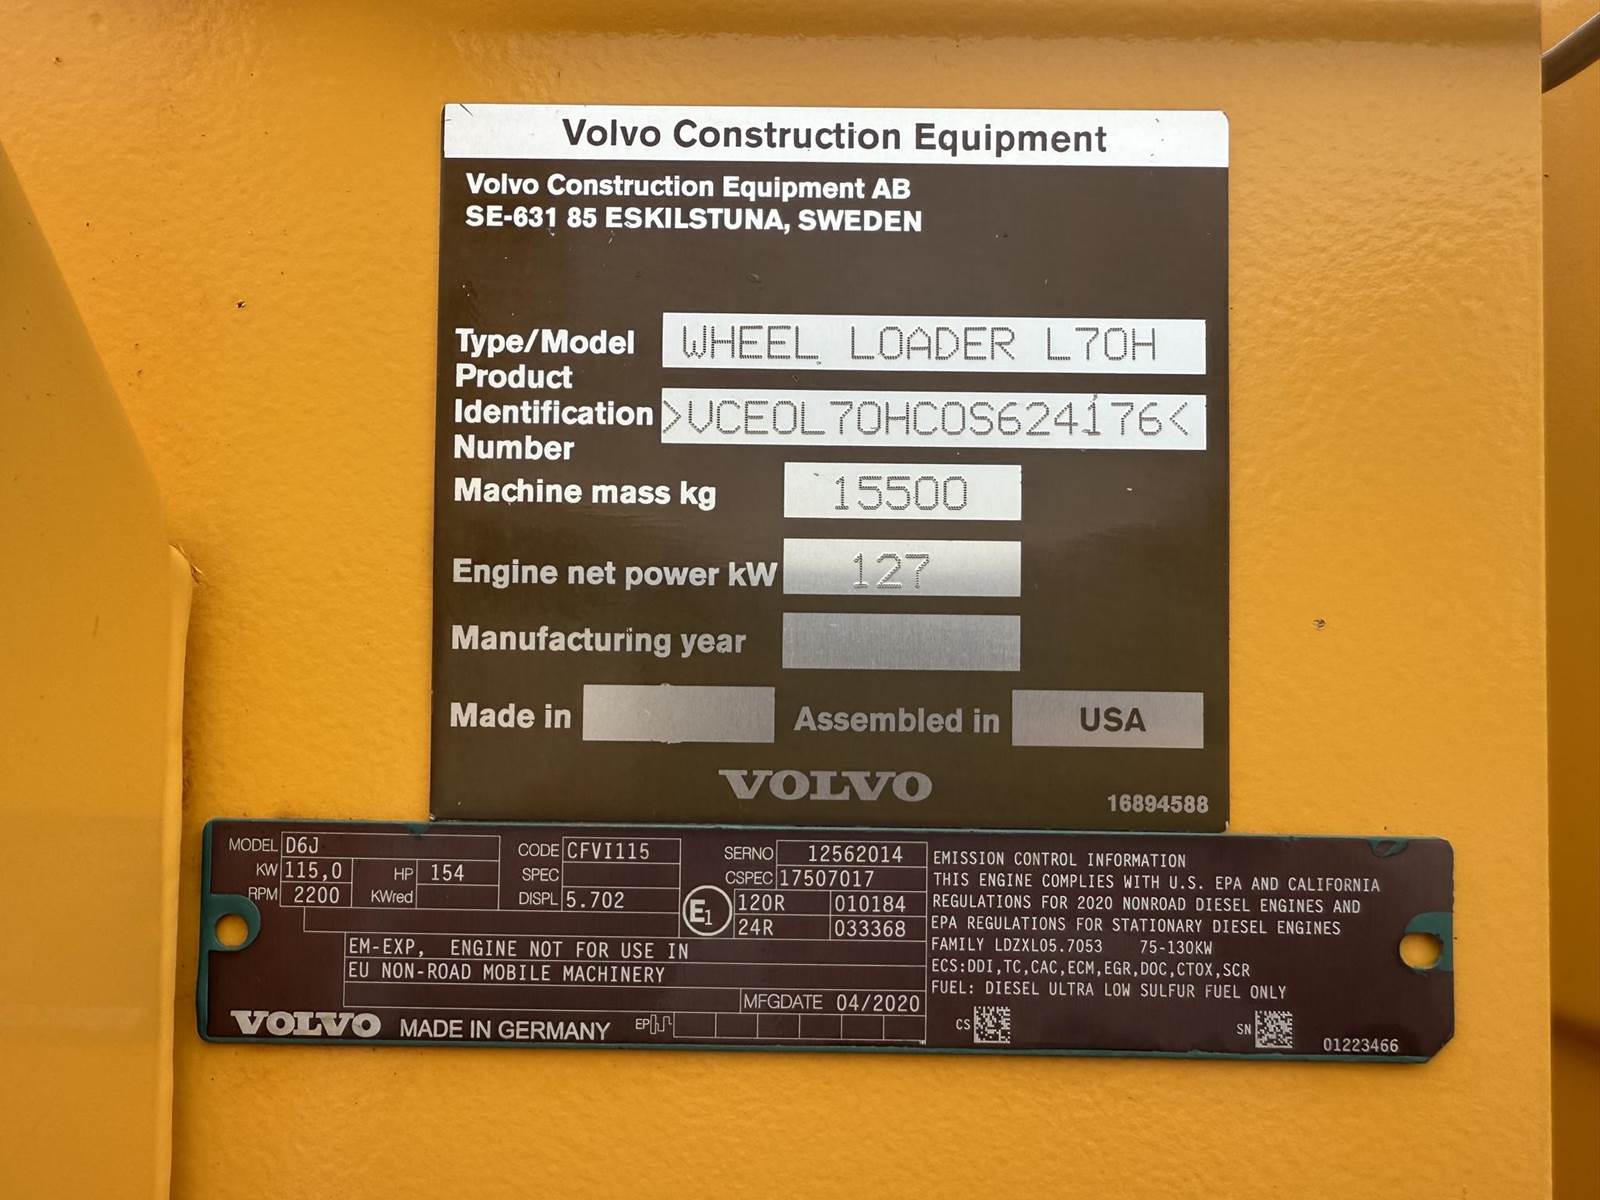 Volvo Construction Equipment
Volvo Construction Equipment AB
SE-631 85 ESKILSTUNA, SWEDEN
Type/Model WHEEL LOADER L70H
Product
Identification >VCE0L70HC0S624176<
Number
Machine mass kg 15500
Engine net power kW 127
Manufacturing year
Made in Assembled in USA
VOLVO 16894588
MODEL D6J
KW 115,0 HP 154
RPM 2200 KWred
CODE CFVI115
SPEC
DISPL 5.702
SERNO 12562014
CSPEC 17507017
E1 120R 010184
24R 033368
EM-EXP, ENGINE NOT FOR USE IN
EU NON-ROAD MOBILE MACHINERY
MFGDATE 04/2020
VOLVO MADE IN GERMANY EP
EMISSION CONTROL INFORMATION
THIS ENGINE COMPLIES WITH U.S. EPA AND CALIFORNIA
REGULATIONS FOR 2020 NONROAD DIESEL ENGINES AND
EPA REGULATIONS FOR STATIONARY DIESEL ENGINES
FAMILY LDZXL05.7053 75-130KW
ECS:DDI,TC,CAC,ECM,EGR,DOC,CTOX,SCR
FUEL: DIESEL ULTRA LOW SULFUR FUEL ONLY
CS SN 01223466